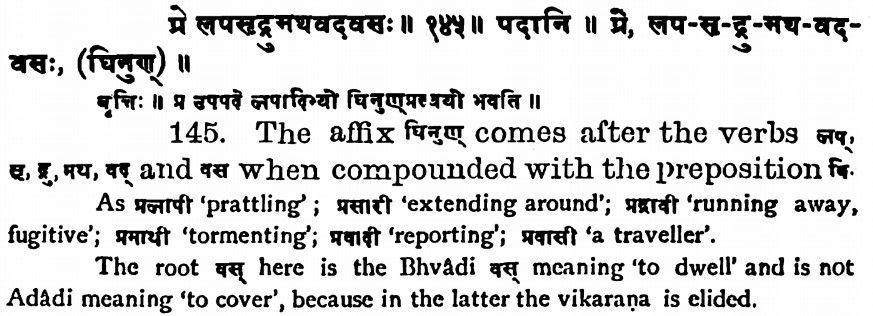 प्रे लपसृद्रुमथवदवसः ॥ १४५ ॥ पदानि ॥ प्रे, लप-सृ-द्रु-मथ-वद-
वसः, (घिनुण्) ॥
वृत्तिः ॥ प्र उपपदे लपादिभ्यो घिनुण्प्रत्ययो भवति ॥
145. The affix घिनुण् comes after the verbs लप्,
सृ, द्रु, मथ, वद् and वस when compounded with the preposition वि.
As प्रलापी 'prattling' ; प्रसारी 'extending around'; प्रद्रावी 'running away,
fugitive'; प्रमाथी 'tormenting'; प्रवादी 'reporting'; प्रवासी 'a traveller'.
The root वस् here is the Bhvâdi वस् meaning 'to dwell' and is not
Adâdi meaning 'to cover', because in the latter the vikaraṇa is elided.